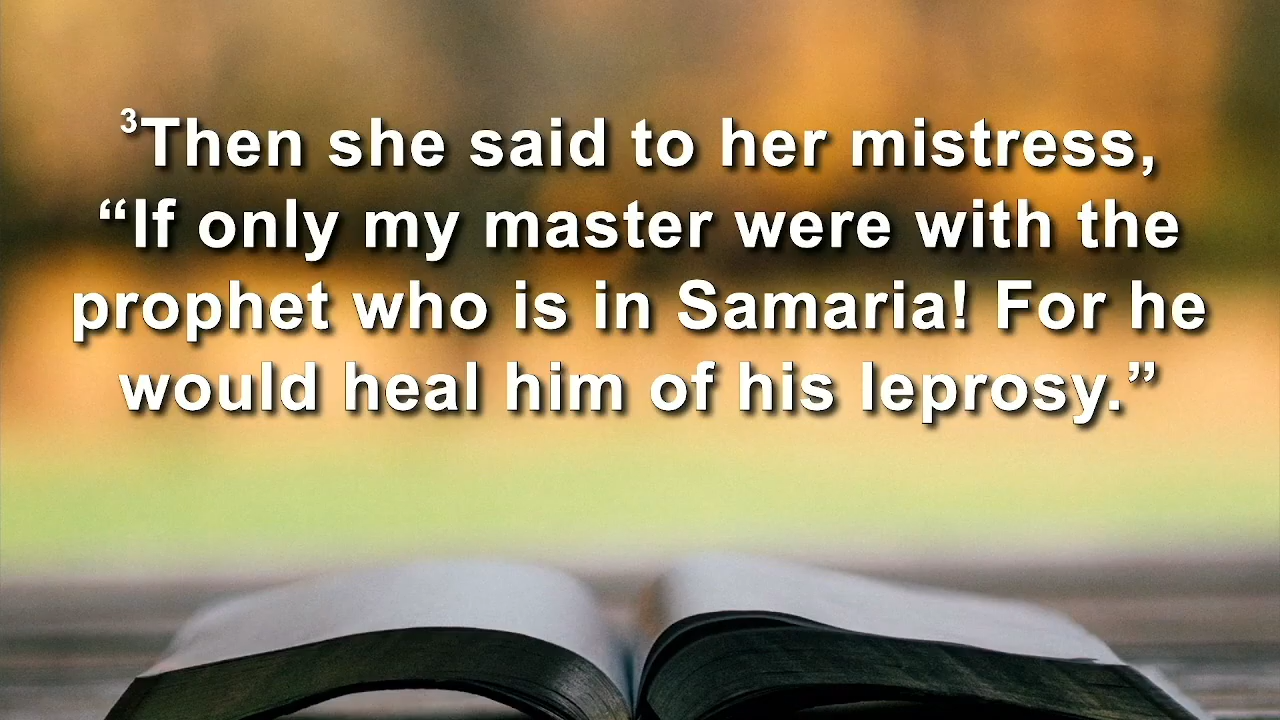 ³Then she said to her mistress,
“If only my master were with the
prophet who is in Samaria! For he
would heal him of his leprosy.”